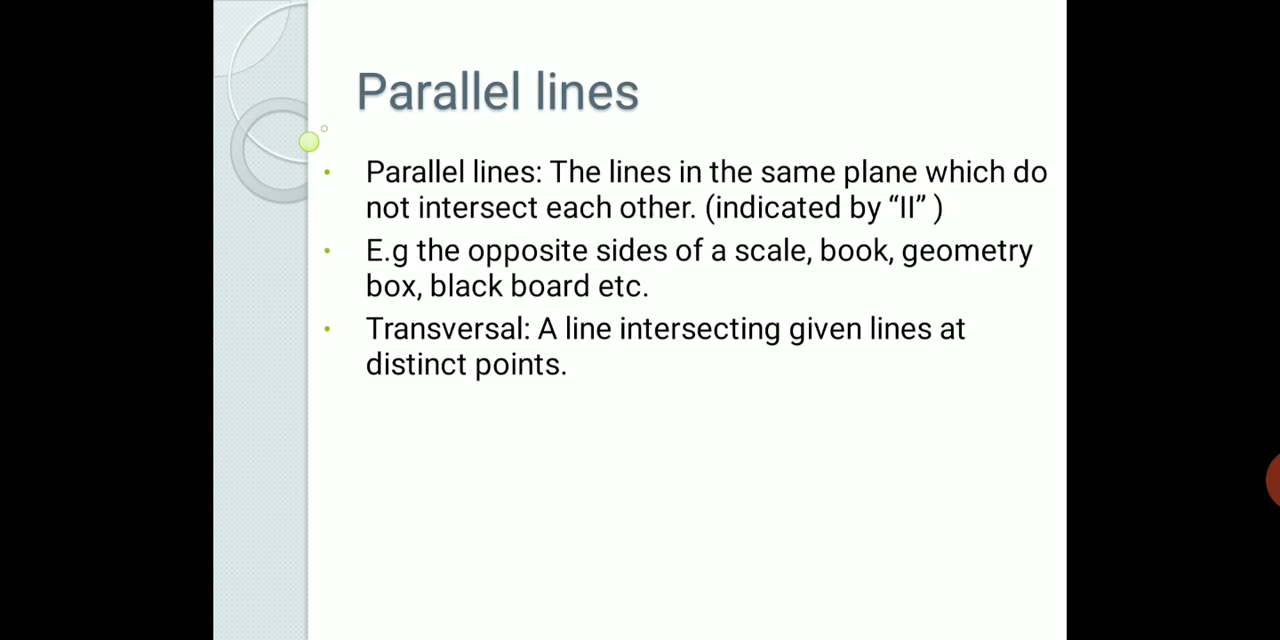 Parallel lines
• Parallel lines: The lines in the same plane which do
not intersect each other. (indicated by “II” )
• E.g the opposite sides of a scale, book, geometry
box, black board etc.
• Transversal: A line intersecting given lines at
distinct points.